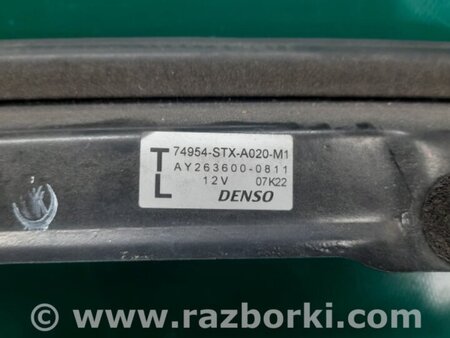 T
L
74954-STX-A020-M1
AY263600-0811
12V 07K22
DENSO
© www.razborki.com